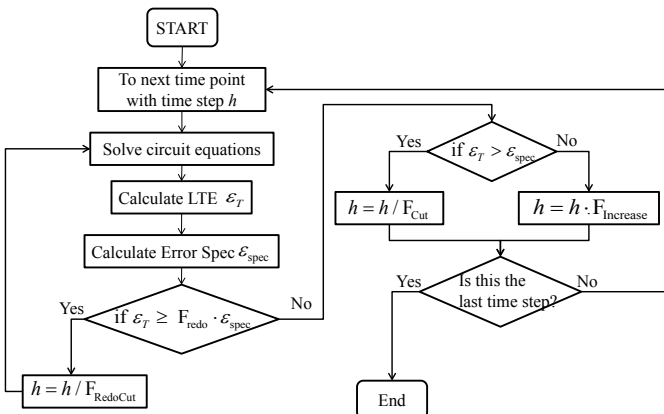 START
To next time point
with time step h
Solve circuit equations
Calculate LTE ε_T
Calculate Error Spec ε_spec
if ε_T ≥ F_redo · ε_spec
Yes
No
h = h / F_RedoCut
if ε_T > ε_spec
Yes
No
h = h / F_Cut
h = h · F_Increase
Is this the
last time step?
Yes
No
End